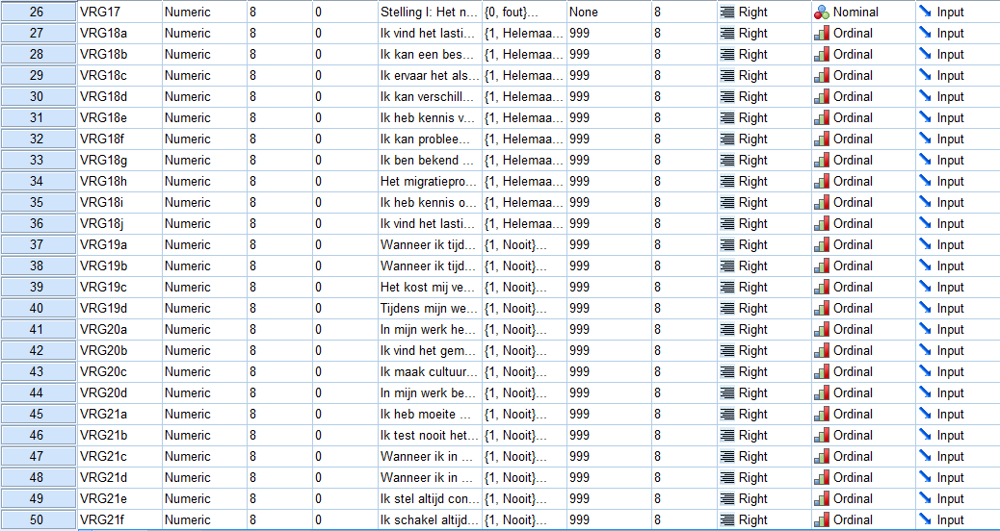 26 VRG17 Numeric 8 0 Stelling I: Het n... {0, fout}... None 8 Right Nominal Input
27 VRG18a Numeric 8 0 Ik vind het lasti... {1, Helemaa... 999 8 Right Ordinal Input
28 VRG18b Numeric 8 0 Ik kan een bes... {1, Helemaa... 999 8 Right Ordinal Input
29 VRG18c Numeric 8 0 Ik ervaar het als... {1, Helemaa... 999 8 Right Ordinal Input
30 VRG18d Numeric 8 0 Ik kan verschill... {1, Helemaa... 999 8 Right Ordinal Input
31 VRG18e Numeric 8 0 Ik heb kennis v... {1, Helemaa... 999 8 Right Ordinal Input
32 VRG18f Numeric 8 0 Ik kan problee... {1, Helemaa... 999 8 Right Ordinal Input
33 VRG18g Numeric 8 0 Ik ben bekend ... {1, Helemaa... 999 8 Right Ordinal Input
34 VRG18h Numeric 8 0 Het migratiepro... {1, Helemaa... 999 8 Right Ordinal Input
35 VRG18i Numeric 8 0 Ik heb kennis o... {1, Helemaa... 999 8 Right Ordinal Input
36 VRG18j Numeric 8 0 Ik vind het lasti... {1, Helemaa... 999 8 Right Ordinal Input
37 VRG19a Numeric 8 0 Wanneer ik tijd... {1, Nooit}... 999 8 Right Ordinal Input
38 VRG19b Numeric 8 0 Wanneer ik tijd... {1, Nooit}... 999 8 Right Ordinal Input
39 VRG19c Numeric 8 0 Het kost mij ve... {1, Nooit}... 999 8 Right Ordinal Input
40 VRG19d Numeric 8 0 Tijdens mijn we... {1, Nooit}... 999 8 Right Ordinal Input
41 VRG20a Numeric 8 0 In mijn werk he... {1, Nooit}... 999 8 Right Ordinal Input
42 VRG20b Numeric 8 0 Ik vind het gem... {1, Nooit}... 999 8 Right Ordinal Input
43 VRG20c Numeric 8 0 Ik maak cultuur... {1, Nooit}... 999 8 Right Ordinal Input
44 VRG20d Numeric 8 0 In mijn werk be... {1, Nooit}... 999 8 Right Ordinal Input
45 VRG21a Numeric 8 0 Ik heb moeite ... {1, Nooit}... 999 8 Right Ordinal Input
46 VRG21b Numeric 8 0 Ik test nooit het... {1, Nooit}... 999 8 Right Ordinal Input
47 VRG21c Numeric 8 0 Wanneer ik in ... {1, Nooit}... 999 8 Right Ordinal Input
48 VRG21d Numeric 8 0 Wanneer ik in ... {1, Nooit}... 999 8 Right Ordinal Input
49 VRG21e Numeric 8 0 Ik stel altijd con... {1, Nooit}... 999 8 Right Ordinal Input
50 VRG21f Numeric 8 0 Ik schakel altijd... {1, Nooit}... 999 8 Right Ordinal Input